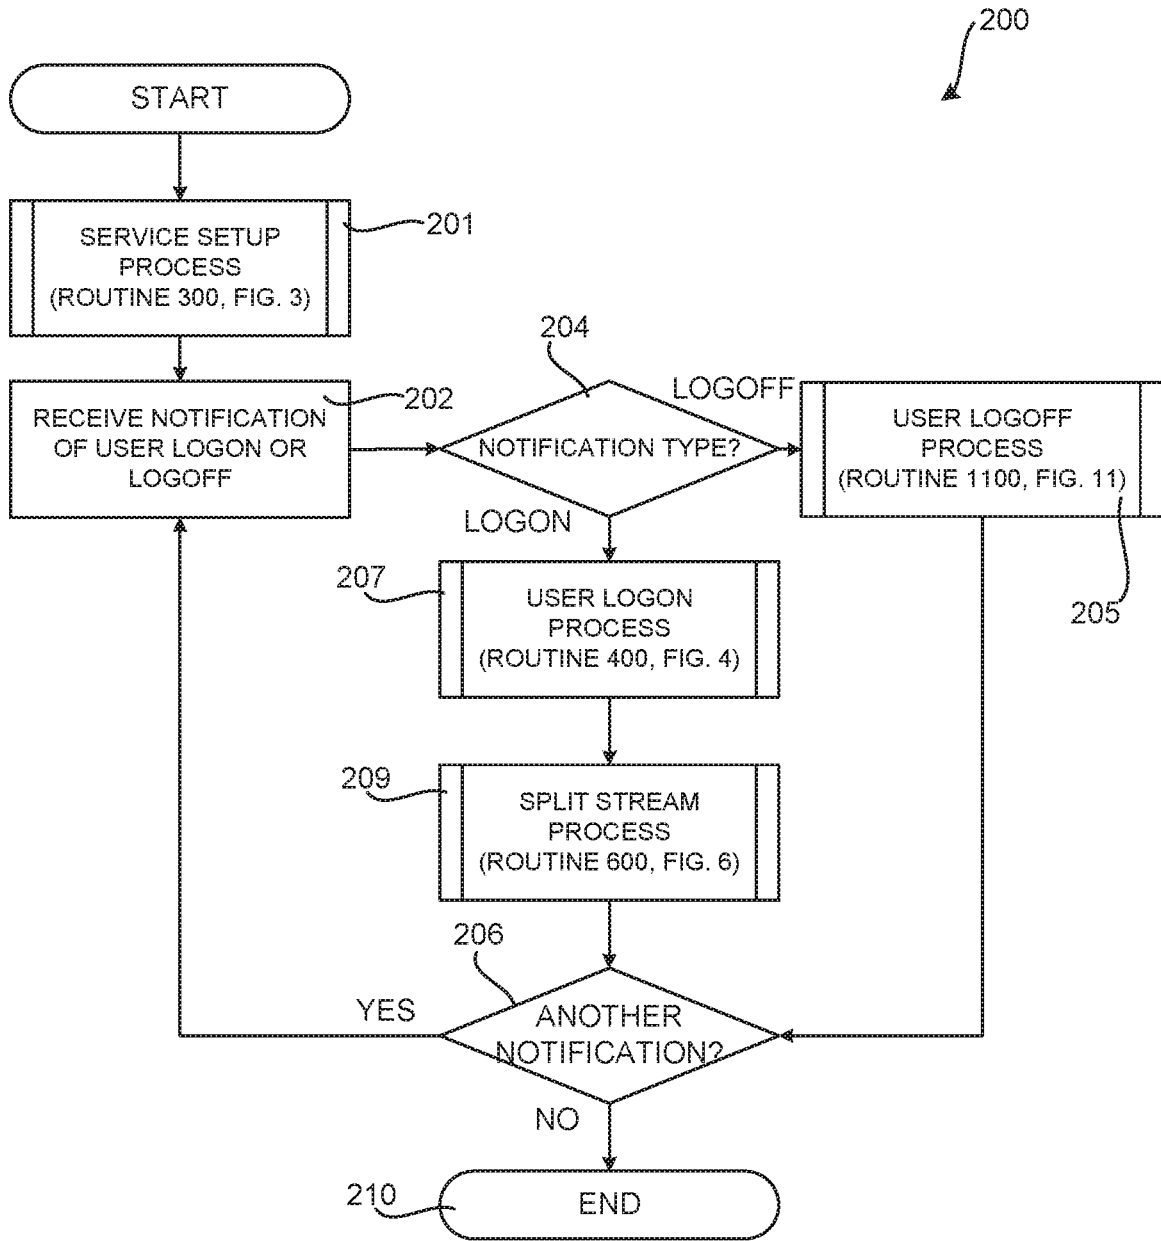 200
START
SERVICE SETUP
PROCESS
(ROUTINE 300, FIG. 3)
201
204
RECEIVE NOTIFICATION
OF USER LOGON OR
LOGOFF
202
NOTIFICATION TYPE?
LOGOFF
USER LOGOFF
PROCESS
(ROUTINE 1100, FIG. 11)
205
LOGON
207
USER LOGON
PROCESS
(ROUTINE 400, FIG. 4)
209
SPLIT STREAM
PROCESS
(ROUTINE 600, FIG. 6)
206
YES
ANOTHER
NOTIFICATION?
NO
210
END